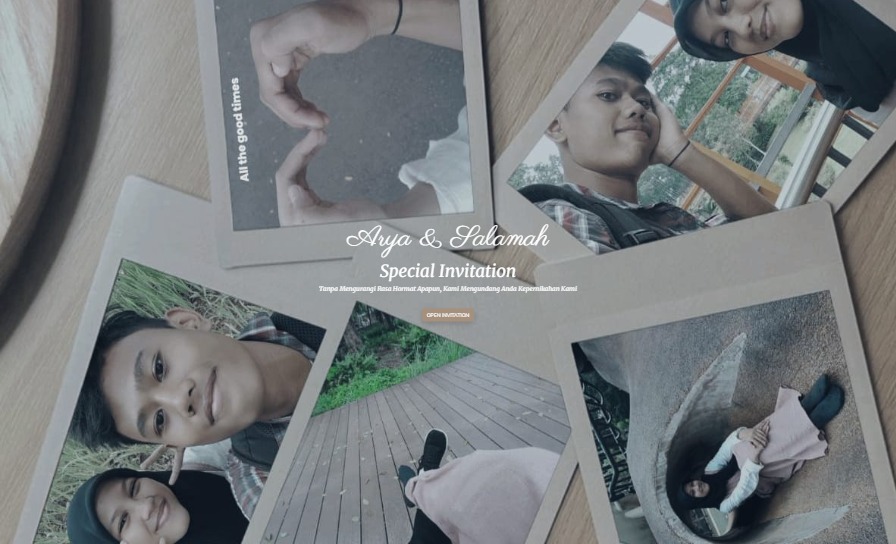 All the good times
Arya & Salamah
Special Invitation
Tanpa Mengurangi Rasa Hormat Apapun, Kami Mengundang Anda Kepernikahan Kami
OPEN INVITATION